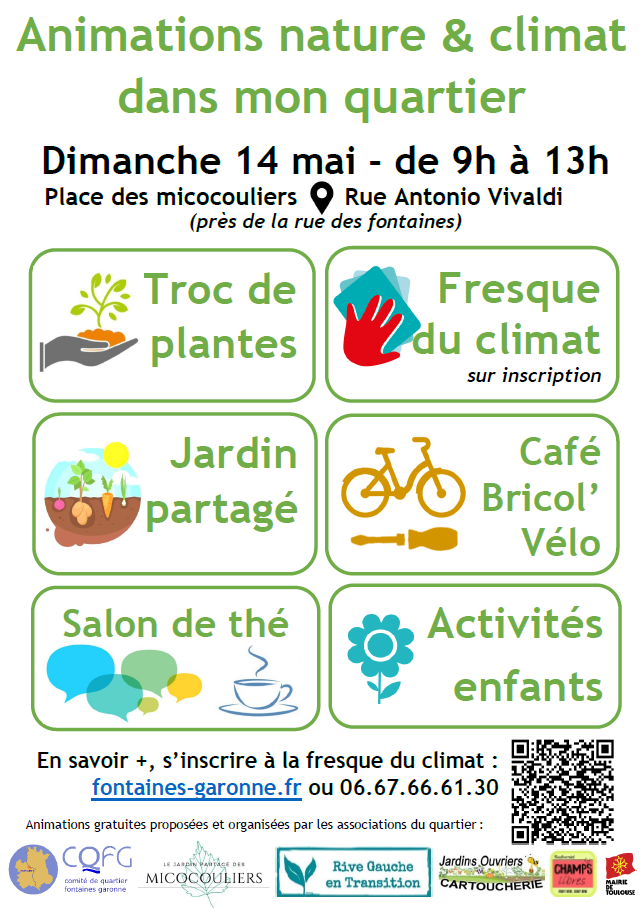 Animations nature & climat
dans mon quartier
Dimanche 14 mai - de 9h à 13h
Place des micocouliers Rue Antonio Vivaldi
(près de la rue des fontaines)
Troc de
plantes
Fresque
du climat
sur inscription
Jardin
partagé
Café
Bricol’
Vélo
Salon de thé
Activités
enfants
En savoir +, s’inscrire à la fresque du climat :
fontaines-garonne.fr ou 06.67.66.61.30
Animations gratuites proposées et organisées par les associations du quartier :
CQFG
comité de quartier
fontaines garonne
LE JARDIN PARTAGÉ DES
MICOCOULIERS
Rive Gauche
en Transition
Jardins Ouvriers
CARTOUCHERIE
CHAMPS
libres
MAIRIE DE
TOULOUSE